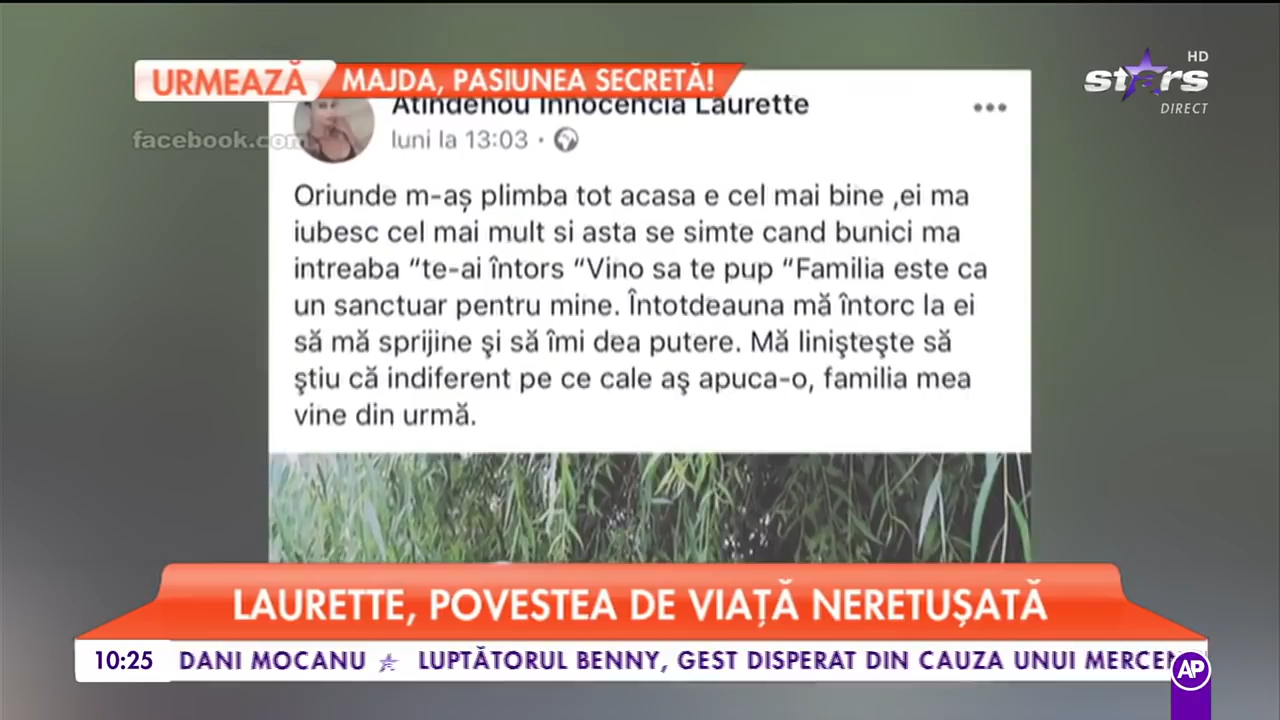 URMEAZĂ MAJDA, PASIUNEA SECRETĂ!
HD
stars
DIRECT
facebook.com
Atindehou Innocencia Laurette
luni la 13:03 ·
Oriunde m-aș plimba tot acasa e cel mai bine ,ei ma
iubesc cel mai mult si asta se simte cand bunici ma
intreaba “te-ai întors “Vino sa te pup “Familia este ca
un sanctuar pentru mine. Întotdeauna mă întorc la ei
să mă sprijine şi să îmi dea putere. Mă linişteşte să
ştiu că indiferent pe ce cale aş apuca-o, familia mea
vine din urmă.
LAURETTE, POVESTEA DE VIAȚĂ NERETUȘATĂ
10:25 DANI MOCANU LUPTĂTORUL BENNY, GEST DISPERAT DIN CAUZA UNUI MERCEN
AP